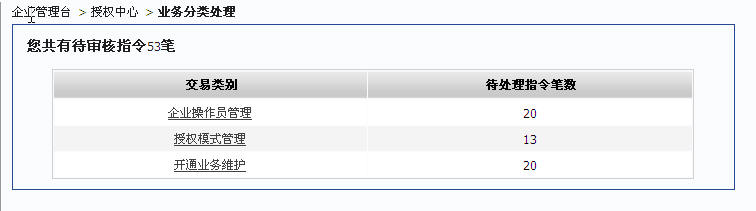 企业管理台 > 授权中心 > 业务分类处理
您共有待审核指令53笔
交易类别 待处理指令笔数
企业操作员管理 20
授权模式管理 13
开通业务维护 20